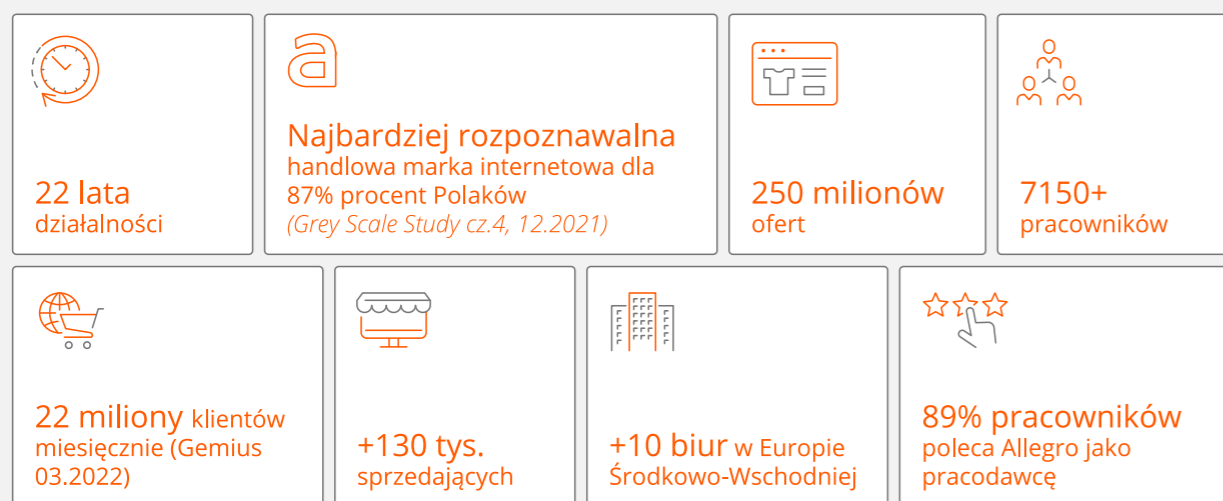 22 lata
działalności
a
Najbardziej rozpoznawalna
handlowa marka internetowa dla
87% procent Polaków
(Grey Scale Study cz.4, 12.2021)
250 milionów
ofert
7150+
pracowników
22 miliony klientów
miesięcznie (Gemius
03.2022)
+130 tys.
sprzedających
+10 biur w Europie
Środkowo-Wschodniej
89% pracowników
poleca Allegro jako
pracodawcę